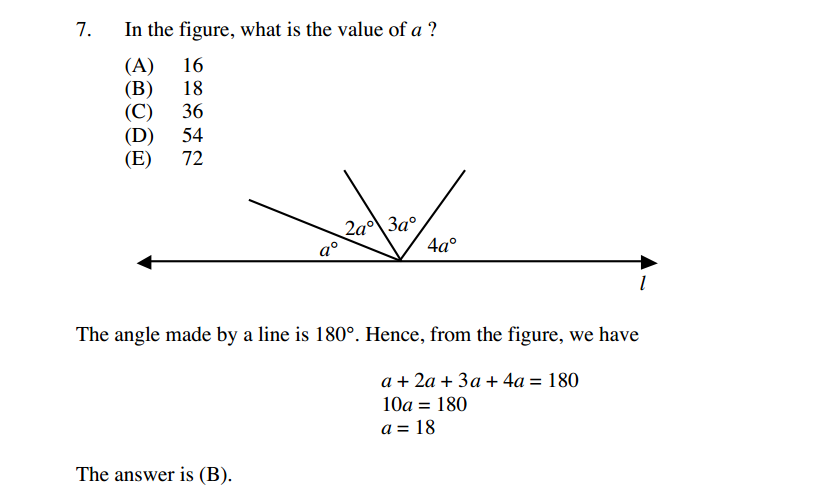 7. In the figure, what is the value of a ?
(A) 16
(B) 18
(C) 36
(D) 54
(E) 72
2a° 3a°
a° 4a°
l
The angle made by a line is 180°. Hence, from the figure, we have
a + 2a + 3a + 4a = 180
10a = 180
a = 18
The answer is (B).